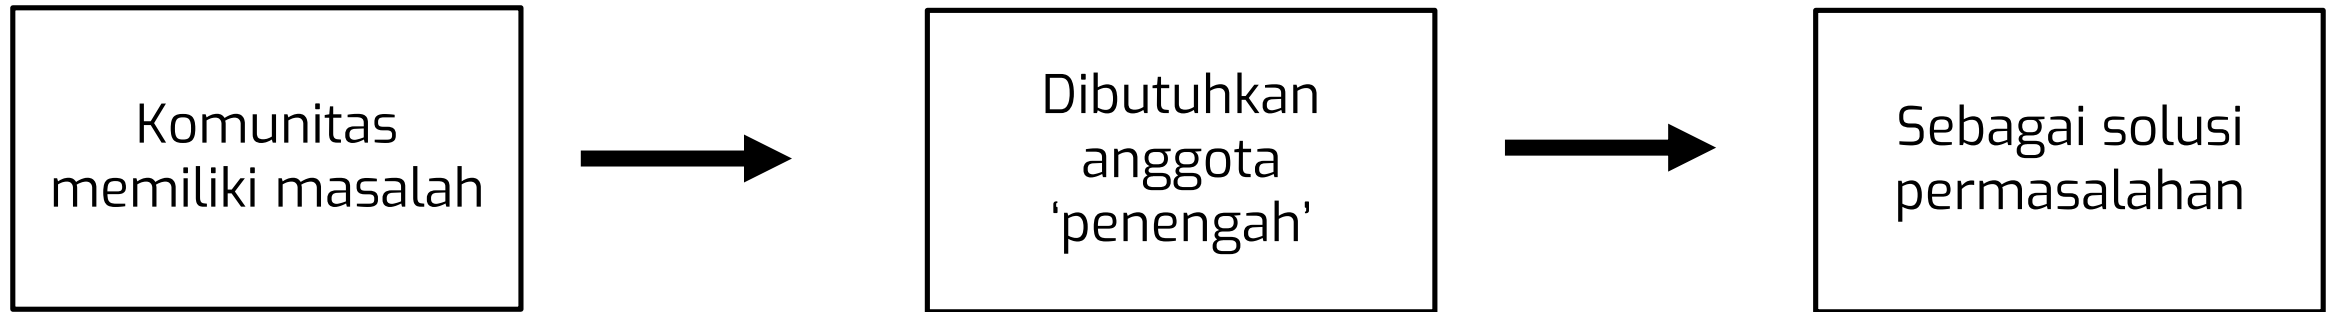 Komunitas
memiliki masalah
Dibutuhkan
anggota
‘penengah’
Sebagai solusi
permasalahan